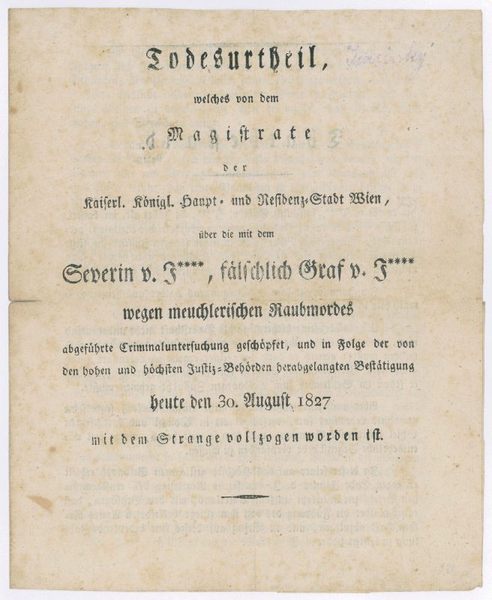 Todesurtheil,
welches von dem
Magistrate
der
Kaiserl. Königl. Haupt- und Residenz-Stadt Wien,
über die mit dem
Severin v. J****, fälschlich Graf v. J****
wegen meuchlerischen Raubmordes
abgeführte Criminaluntersuchung geschöpfet, und in Folge der von
den hohen und höchsten Justiz-Behörden herabgelangten Bestätigung
heute den 30. August 1827
mit dem Strange vollzogen worden ist.